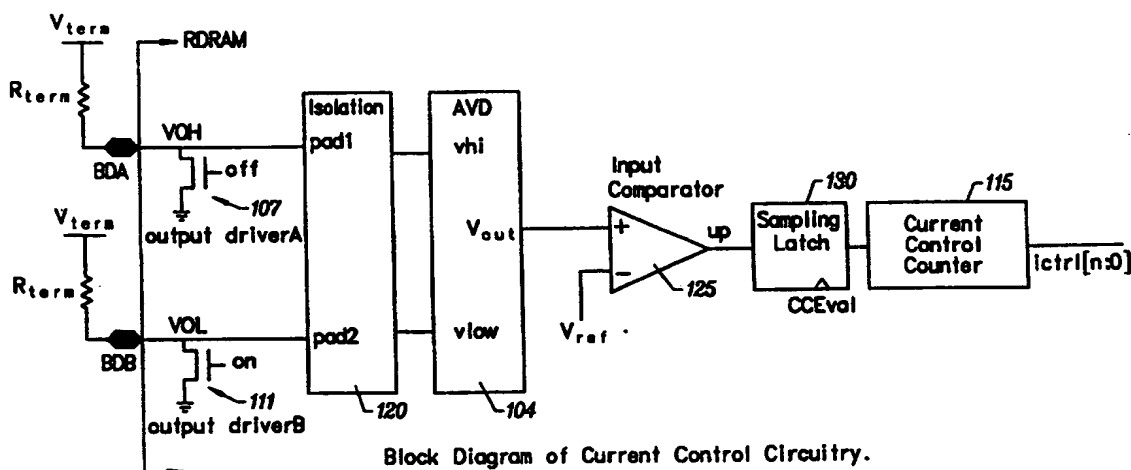 Vterm
RDRAM
Rterm
VOH
BDA
off
107
output driverA
Vterm
Rterm
VOL
BDB
on
111
output driverB
Isolation
pad1
pad2
120
AVD
vhi
Vout
vlow
104
Input
Comparator
+
−
up
125
Vref
130
Sampling
Latch
CCEval
115
Current
Control
Counter
ictrl[n:0]
Block Diagram of Current Control Circuitry.